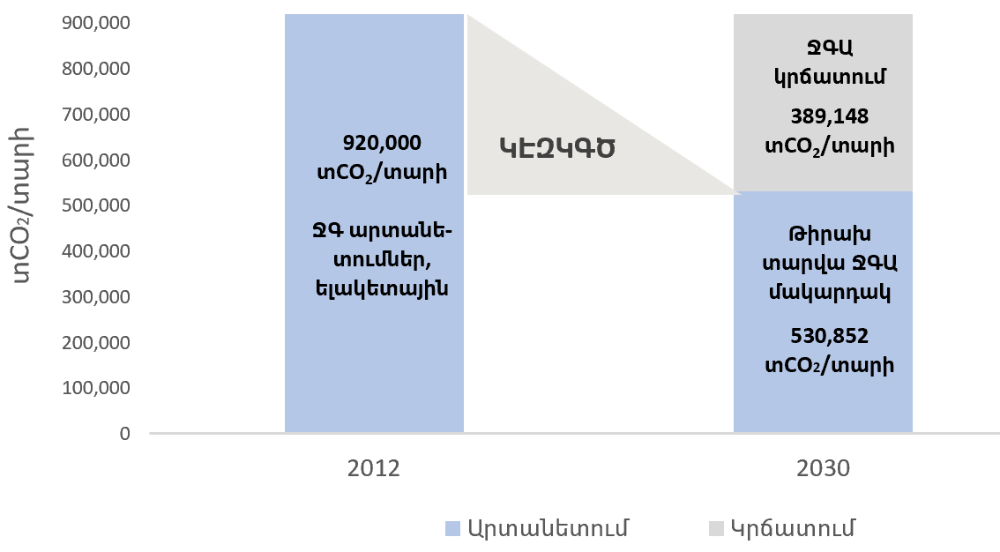 900,000
800,000
700,000
600,000
500,000
400,000
300,000
200,000
100,000
0
տCO2/տարի
920,000
տCO2/տարի
ՋԳ արտանե-
տումներ,
ելակետային
ԿԷԶԿԳԾ
ՋԳԱ
կրճատում
389,148
տCO2/տարի
Թիրախ
տարվա ՋԳԱ
մակարդակ
530,852
տCO2/տարի
2012
2030
Արտանետում
Կրճատում